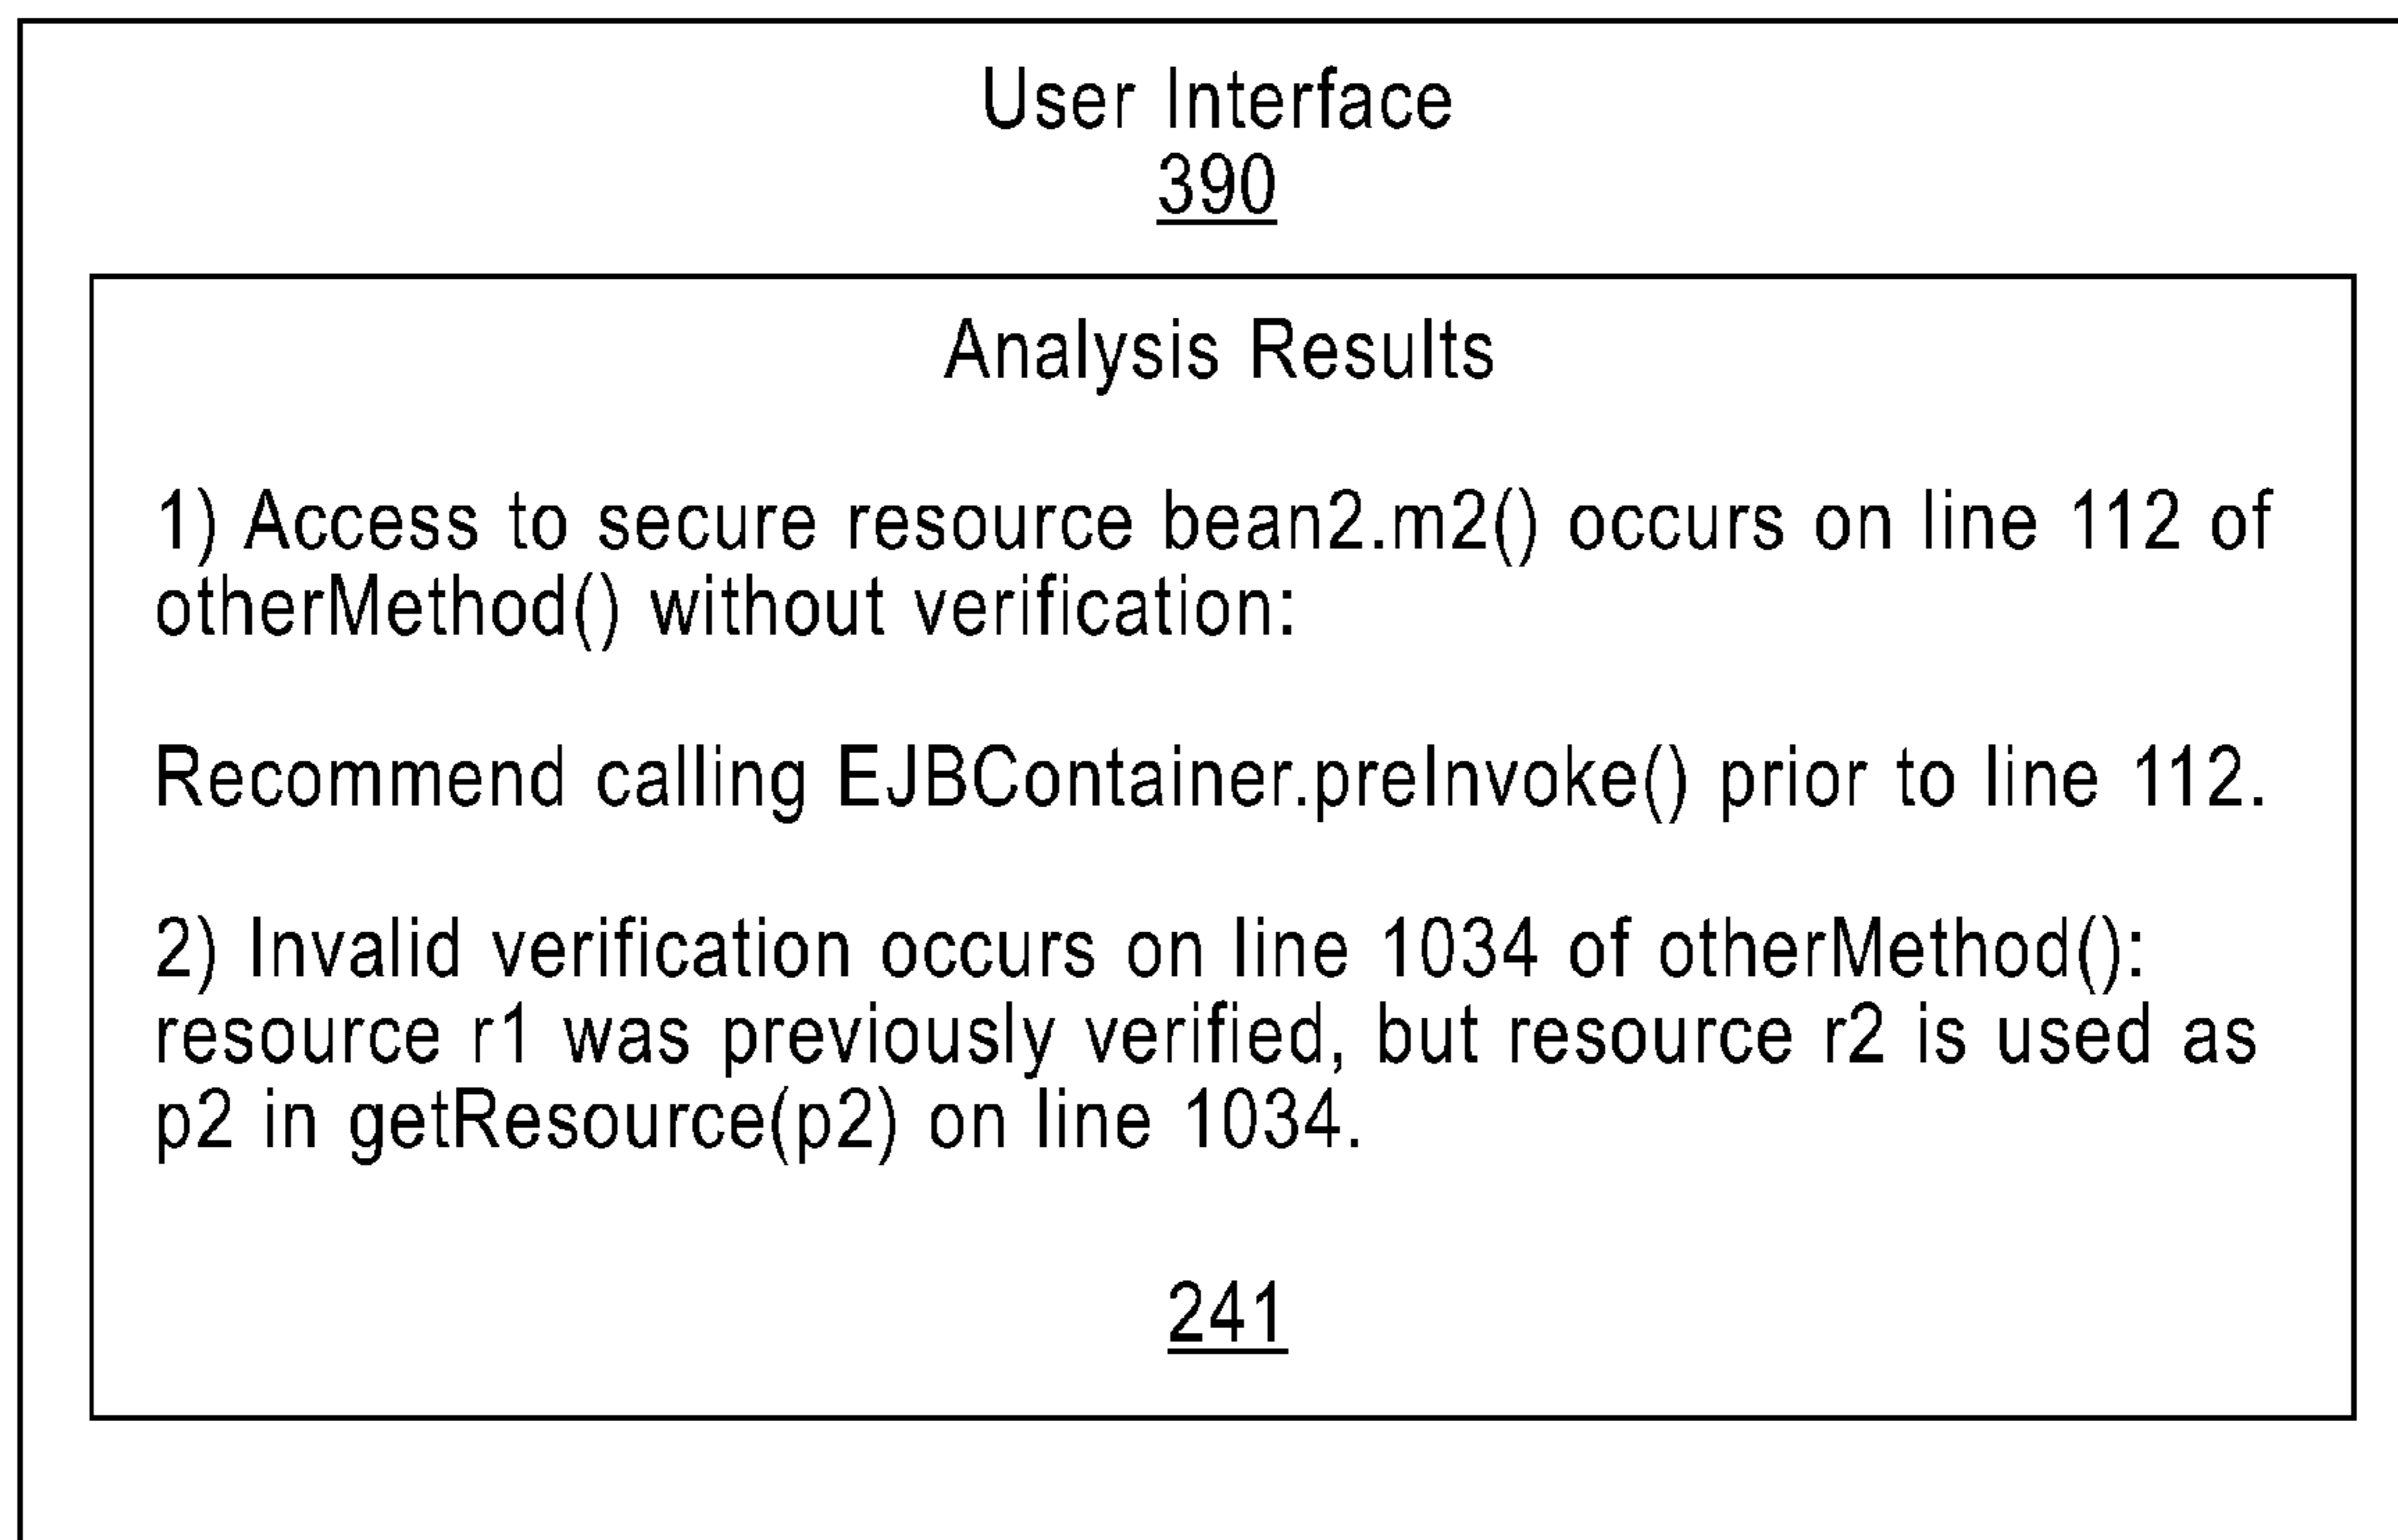 User Interface
390
Analysis Results
1) Access to secure resource bean2.m2() occurs on line 112 of
otherMethod() without verification:
Recommend calling EJBContainer.preInvoke() prior to line 112.
2) Invalid verification occurs on line 1034 of otherMethod():
resource r1 was previously verified, but resource r2 is used as
p2 in getResource(p2) on line 1034.
241